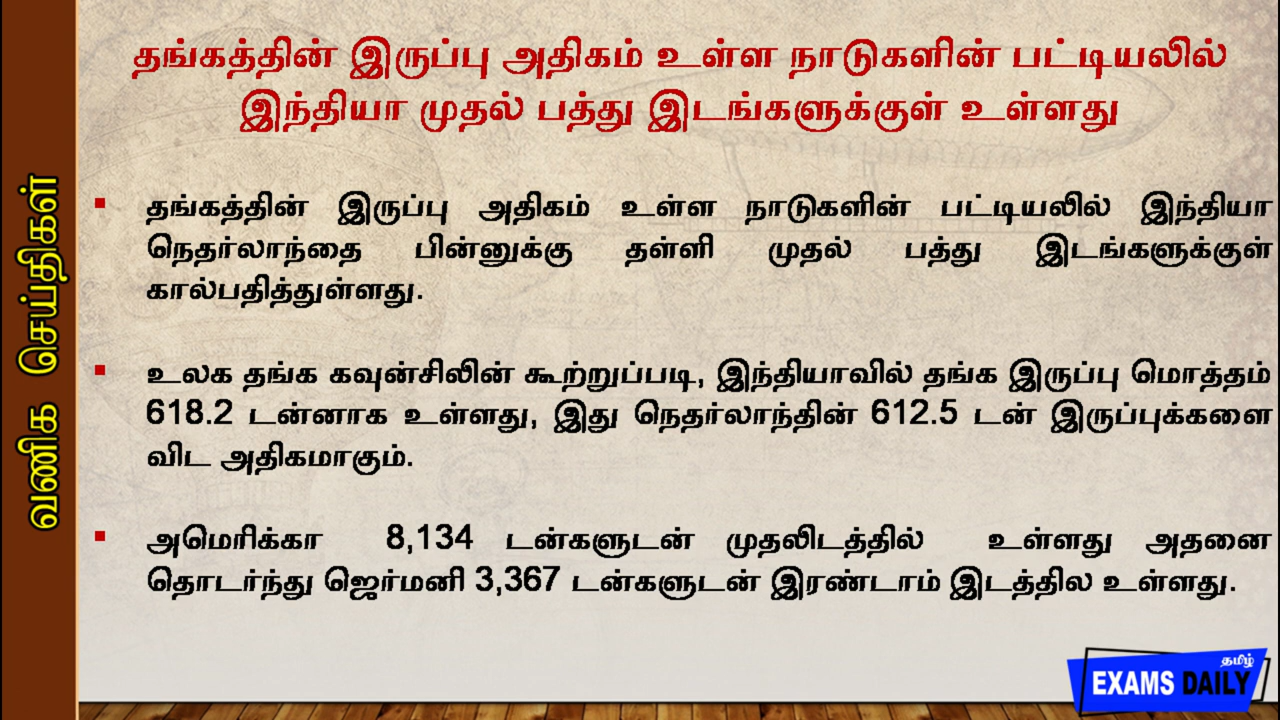 வணிக செய்திகள்
தங்கத்தின் இருப்பு அதிகம் உள்ள நாடுகளின் பட்டியலில்
இந்தியா முதல் பத்து இடங்களுக்குள் உள்ளது
தங்கத்தின் இருப்பு அதிகம் உள்ள நாடுகளின் பட்டியலில் இந்தியா
நெதர்லாந்தை பின்னுக்கு தள்ளி முதல் பத்து இடங்களுக்குள்
கால்பதித்துள்ளது.
உலக தங்க கவுன்சிலின் கூற்றுப்படி, இந்தியாவில் தங்க இருப்பு மொத்தம்
618.2 டன்னாக உள்ளது, இது நெதர்லாந்தின் 612.5 டன் இருப்புக்களை
விட அதிகமாகும்.
அமெரிக்கா 8,134 டன்களுடன் முதலிடத்தில் உள்ளது அதனை
தொடர்ந்து ஜெர்மனி 3,367 டன்களுடன் இரண்டாம் இடத்தில உள்ளது.
தமிழ்
EXAMS DAILY